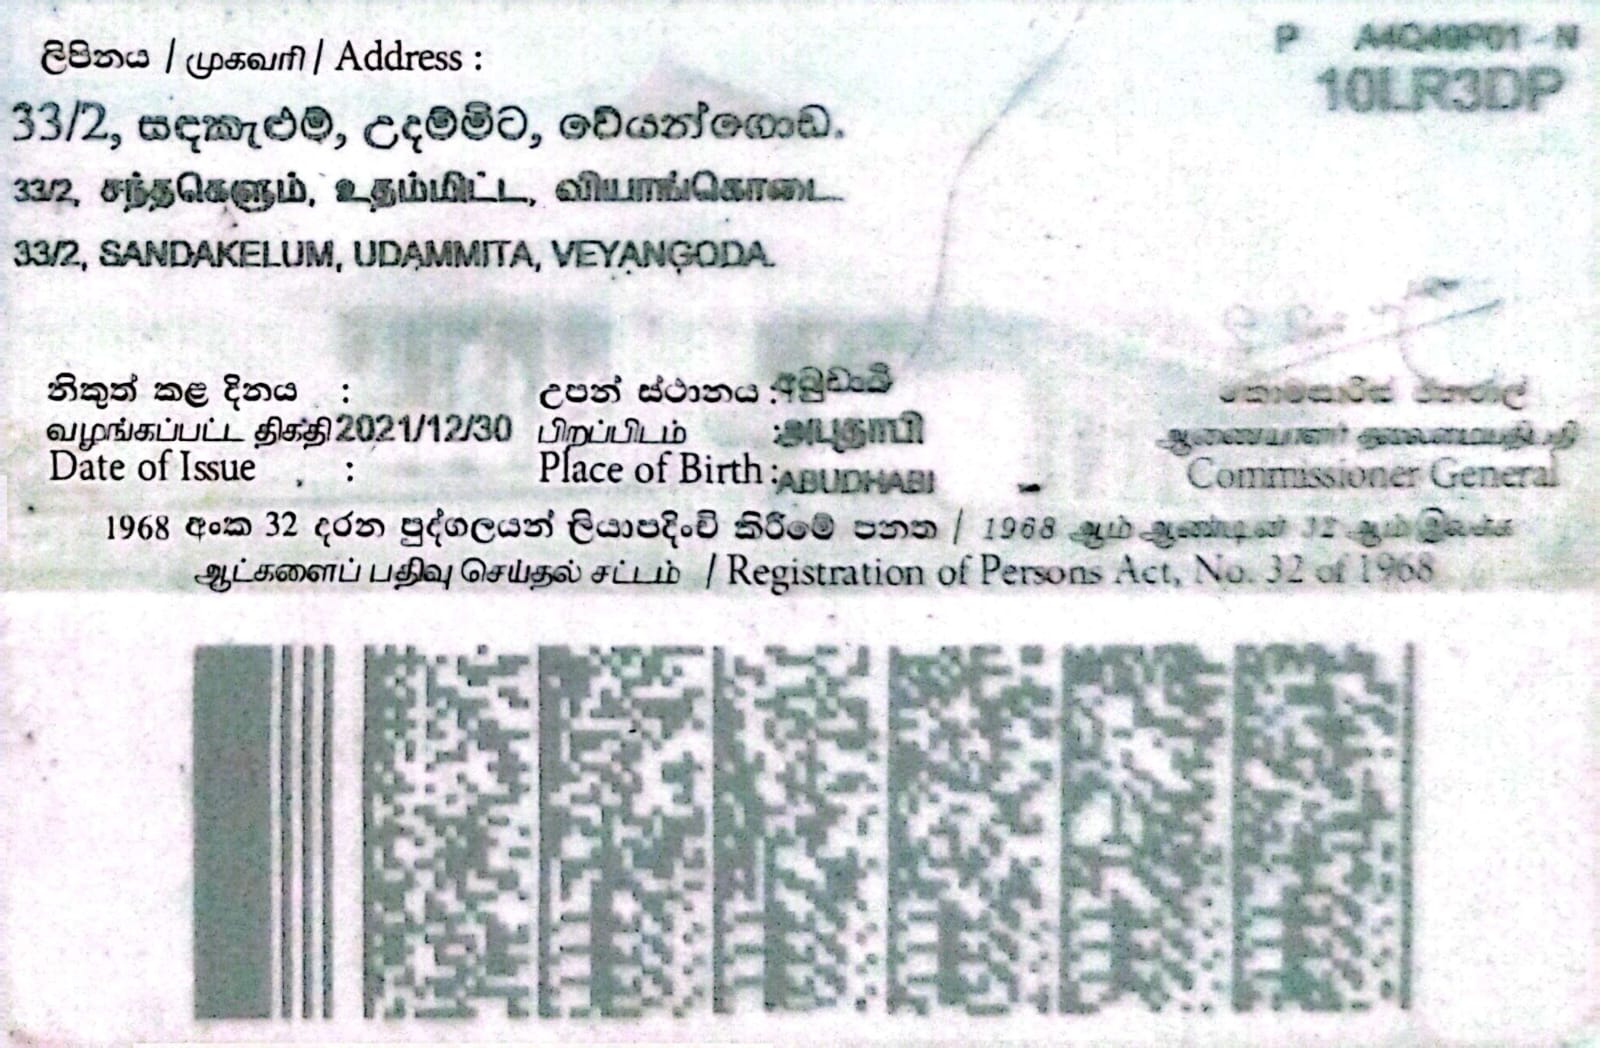 ලිපිනය / முகவரி / Address :
P A4Q49P01 - N
10LR3DP
33/2, සඳකැළුම්, උදම්මිට, වේයන්ගොඩ.
33/2, சந்தகெளும், உதம்மிட்ட, வியாங்கொடை.
33/2, SANDAKELUM, UDAMMITA, VEYANGODA.
නිකුත් කළ දිනය : උපන් ස්ථානය : අබුඩාබි
வழங்கப்பட்ட திகதி 2021/12/30 பிறப்பிடம் : அபுதாபி
Date of Issue : Place of Birth : ABUDHABI
කොමසාරිස් ජනරාල්
ஆணையாளர் தலைமையதிபதி
Commissioner General
1968 අංක 32 දරන පුද්ගලයන් ලියාපදිංචි කිරීමේ පනත / 1968 ஆம் ஆண்டின் 32 ஆம் இலக்க
ஆட்களைப் பதிவு செய்தல் சட்டம் / Registration of Persons Act, No. 32 of 1968